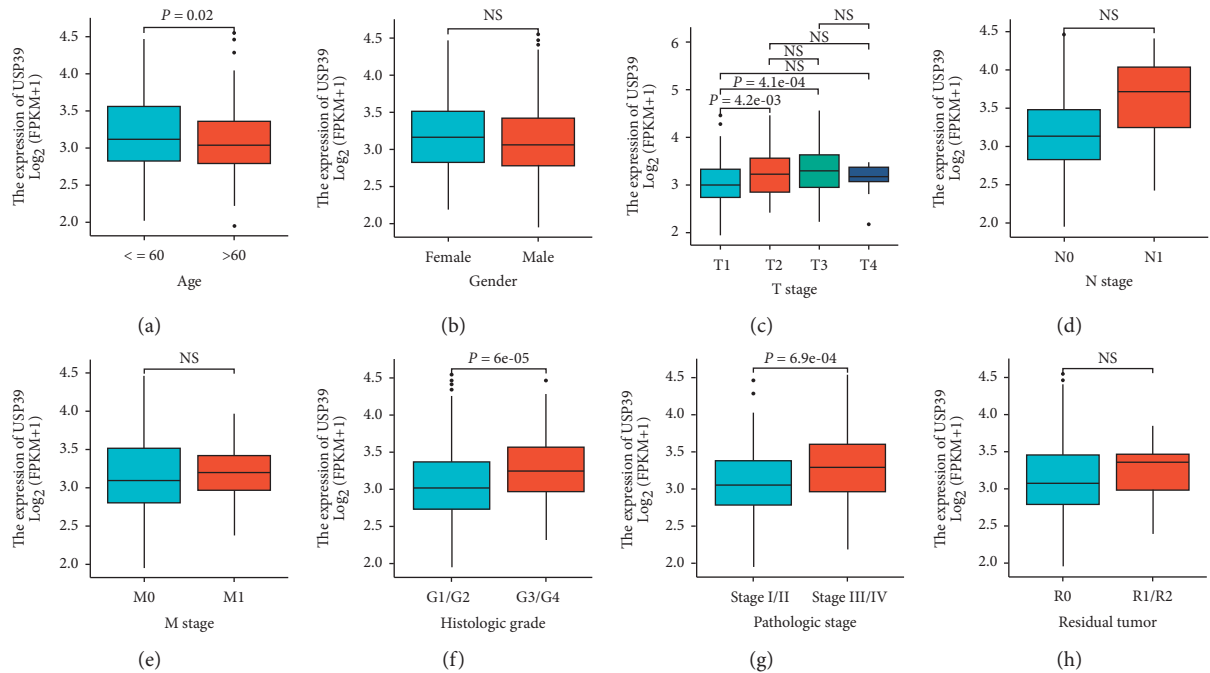 The expression of USP39
Log2 (FPKM+1)
P = 0.02
4.5
4.0
3.5
3.0
2.5
2.0
< = 60
>60
Age
(a)
The expression of USP39
Log2 (FPKM+1)
NS
4.5
4.0
3.5
3.0
2.5
2.0
Female
Male
Gender
(b)
The expression of USP39
Log2 (FPKM+1)
NS
NS
NS
NS
P = 4.1e-04
P = 4.2e-03
6
5
4
3
2
T1
T2
T3
T4
T stage
(c)
The expression of USP39
Log2 (FPKM+1)
NS
4.5
4.0
3.5
3.0
2.5
2.0
N0
N1
N stage
(d)
The expression of USP39
Log2 (FPKM+1)
NS
4.5
4.0
3.5
3.0
2.5
2.0
M0
M1
M stage
(e)
The expression of USP39
Log2 (FPKM+1)
P = 6e-05
4.5
4.0
3.5
3.0
2.5
2.0
G1/G2
G3/G4
Histologic grade
(f)
The expression of USP39
Log2 (FPKM+1)
P = 6.9e-04
4.5
4.0
3.5
3.0
2.5
2.0
Stage I/II
Stage III/IV
Pathologic stage
(g)
The expression of USP39
Log2 (FPKM+1)
NS
4.5
4.0
3.5
3.0
2.5
2.0
R0
R1/R2
Residual tumor
(h)